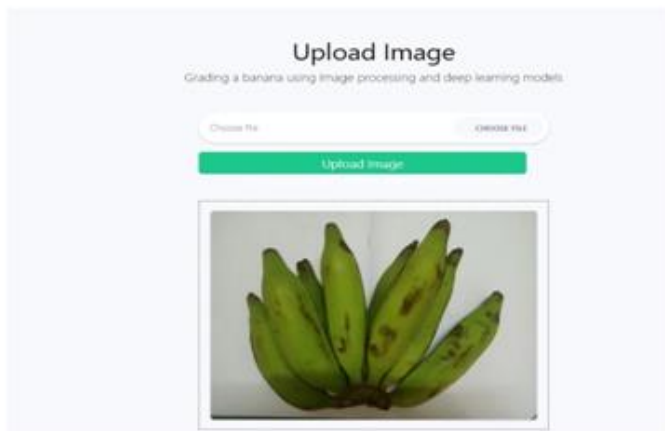 Upload Image
Grading a banana using image processing and deep learning models
Choose file
CHOOSE FILE
Upload Image